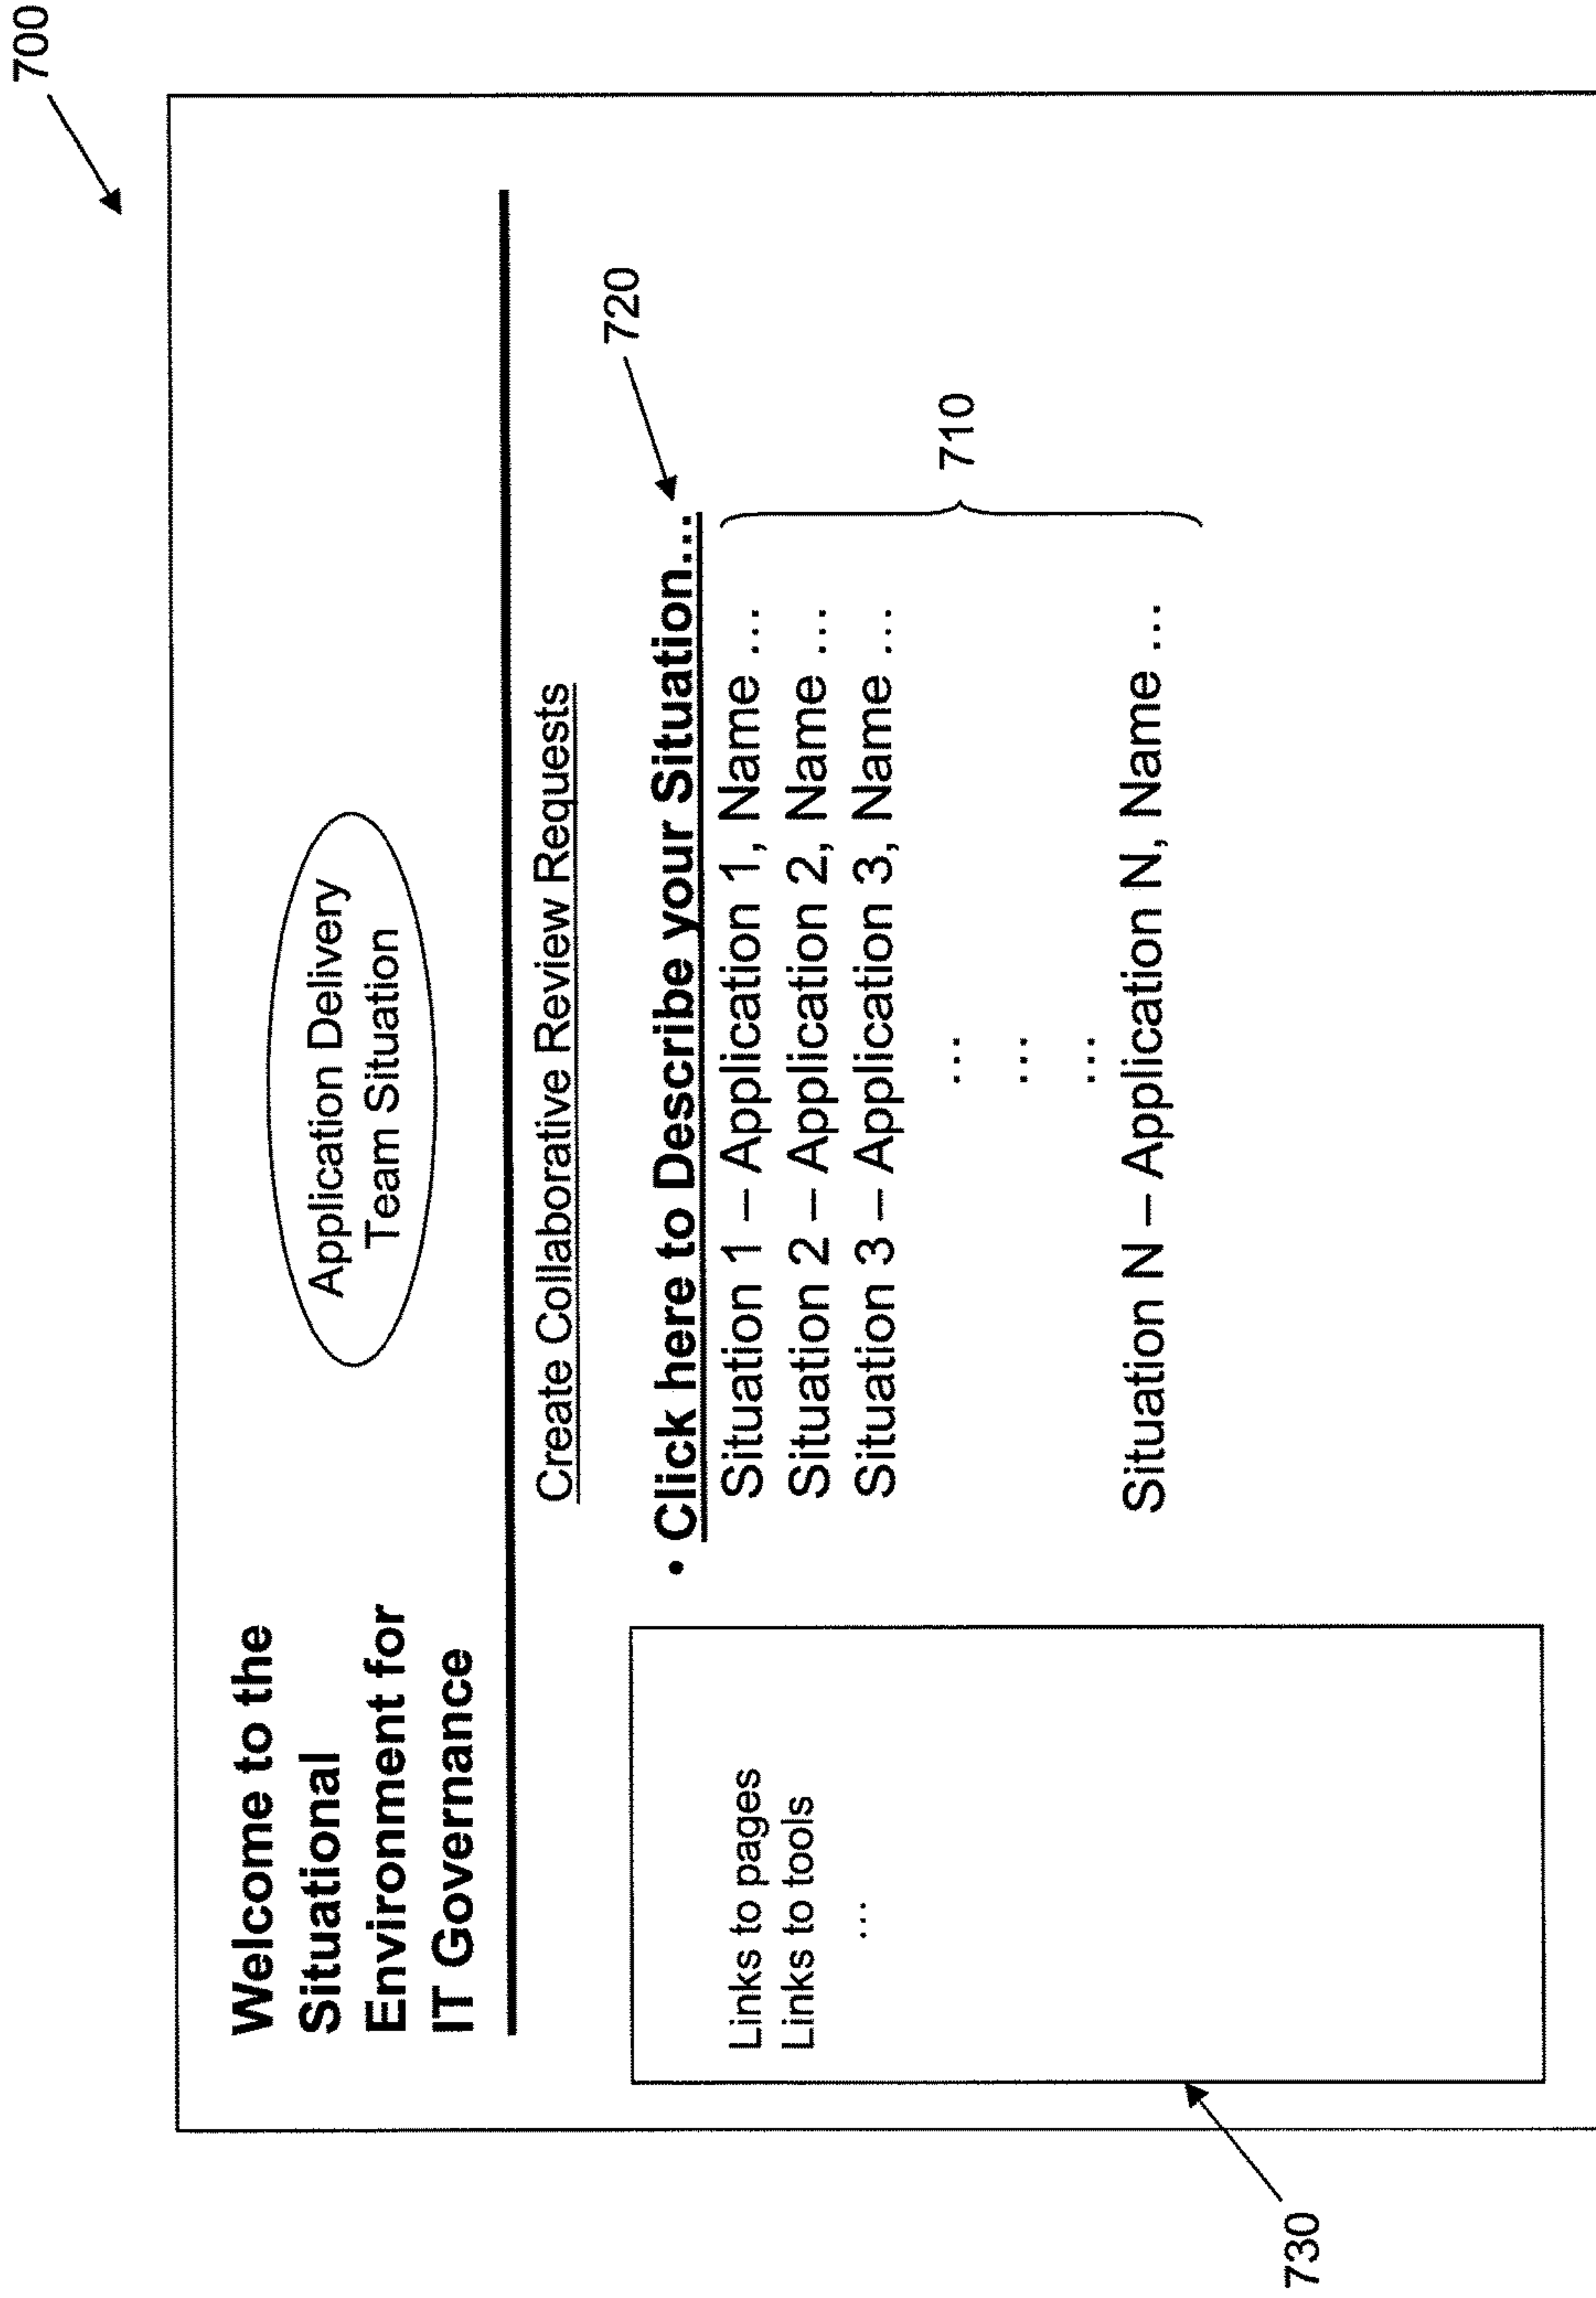 700
Welcome to the
Situational
Environment for
IT Governance
Application Delivery
Team Situation
Create Collaborative Review Requests
• Click here to Describe your Situation...
720
Situation 1 – Application 1, Name ...
Situation 2 – Application 2, Name ...
Situation 3 – Application 3, Name ...
...
...
...
Situation N – Application N, Name ...
710
Links to pages
Links to tools
...
730